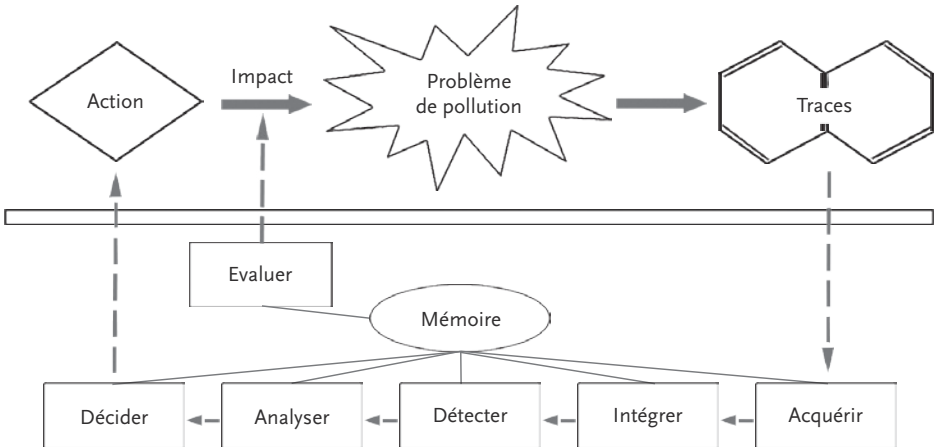 Action
Impact
Problème
de pollution
Traces
Evaluer
Mémoire
Décider
Analyser
Détecter
Intégrer
Acquérir